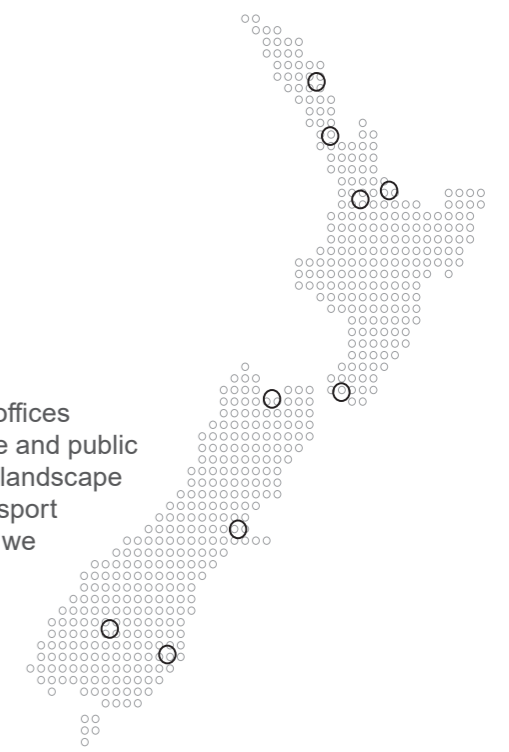 offices
e and public
landscape
sport
we